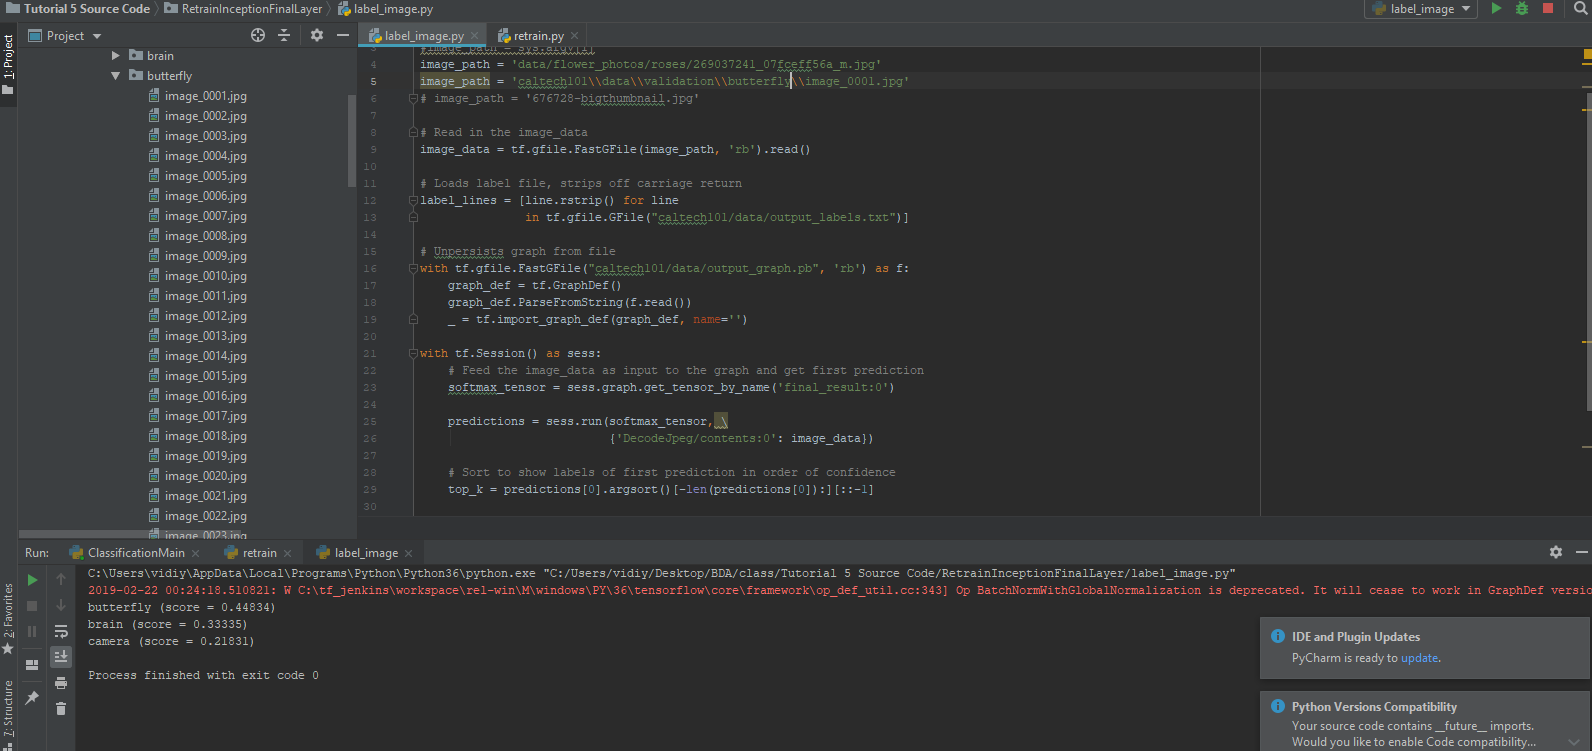 Tutorial 5 Source Code RetrainInceptionFinalLayer label_image.py
label_image
1: Project
Project
label_image.py
retrain.py
brain
butterfly
image_0001.jpg
image_0002.jpg
image_0003.jpg
image_0004.jpg
image_0005.jpg
image_0006.jpg
image_0007.jpg
image_0008.jpg
image_0009.jpg
image_0010.jpg
image_0011.jpg
image_0012.jpg
image_0013.jpg
image_0014.jpg
image_0015.jpg
image_0016.jpg
image_0017.jpg
image_0018.jpg
image_0019.jpg
image_0020.jpg
image_0021.jpg
image_0022.jpg
image_0023.jpg
3 #image_path = sys.argv[1]
4 image_path = 'data/flower_photos/roses/269037241_07fceff56a_m.jpg'
5 image_path = 'caltech101\\data\\validation\\butterfly\\image_0001.jpg'
6 # image_path = '676728-bigthumbnail.jpg'
7
8 # Read in the image_data
9 image_data = tf.gfile.FastGFile(image_path, 'rb').read()
10
11 # Loads label file, strips off carriage return
12 label_lines = [line.rstrip() for line
13 in tf.gfile.GFile("caltech101/data/output_labels.txt")]
14
15 # Unpersists graph from file
16 with tf.gfile.FastGFile("caltech101/data/output_graph.pb", 'rb') as f:
17 graph_def = tf.GraphDef()
18 graph_def.ParseFromString(f.read())
19 _ = tf.import_graph_def(graph_def, name='')
20
21 with tf.Session() as sess:
22 # Feed the image_data as input to the graph and get first prediction
23 softmax_tensor = sess.graph.get_tensor_by_name('final_result:0')
24
25 predictions = sess.run(softmax_tensor, \
26 {'DecodeJpeg/contents:0': image_data})
27
28 # Sort to show labels of first prediction in order of confidence
29 top_k = predictions[0].argsort()[-len(predictions[0]):][::-1]
30
Run: ClassificationMain retrain label_image
C:\Users\vidiy\AppData\Local\Programs\Python\Python36\python.exe "C:/Users/vidiy/Desktop/BDA/class/Tutorial 5 Source Code/RetrainInceptionFinalLayer/label_image.py"
2019-02-22 00:24:18.510821: W C:\tf_jenkins\workspace\rel-win\M\windows\PY\36\tensorflow\core\framework\op_def_util.cc:343] Op BatchNormWithGlobalNormalization is deprecated. It will cease to work in GraphDef versio
butterfly (score = 0.44834)
brain (score = 0.33335)
camera (score = 0.21831)
Process finished with exit code 0
2: Favorites
7: Structure
IDE and Plugin Updates
PyCharm is ready to update.
Python Versions Compatibility
Your source code contains __future__ imports.
Would you like to enable Code compatibility...